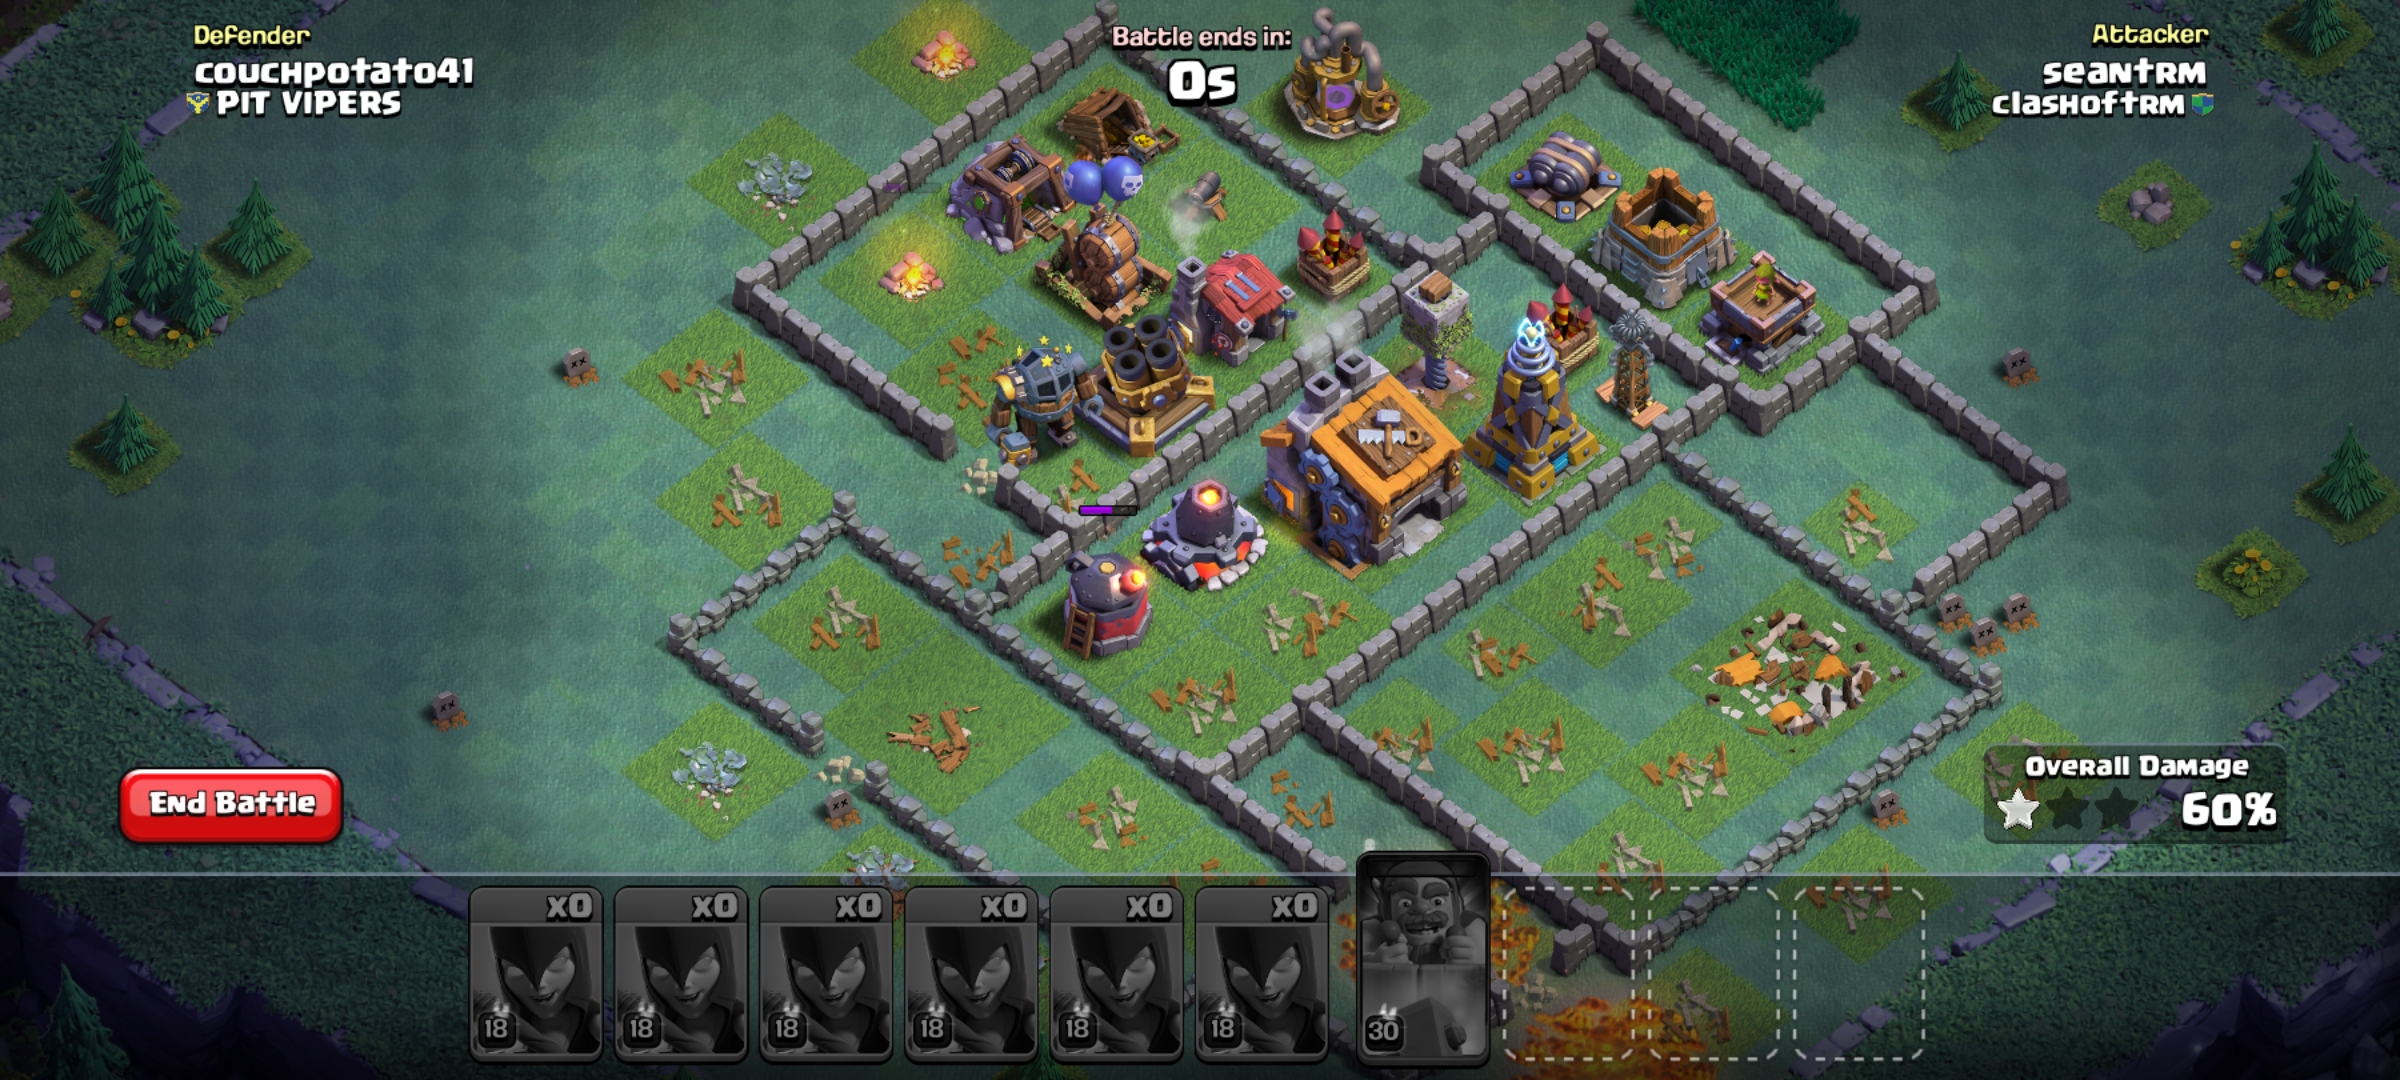 Defender
couchpotato41
PIT VIPERS
Battle ends in:
0s
Attacker
seantrm
clashoftrm
End Battle
Overall Damage
60%
x0
x0
x0
x0
x0
x0
18
18
18
18
18
18
30